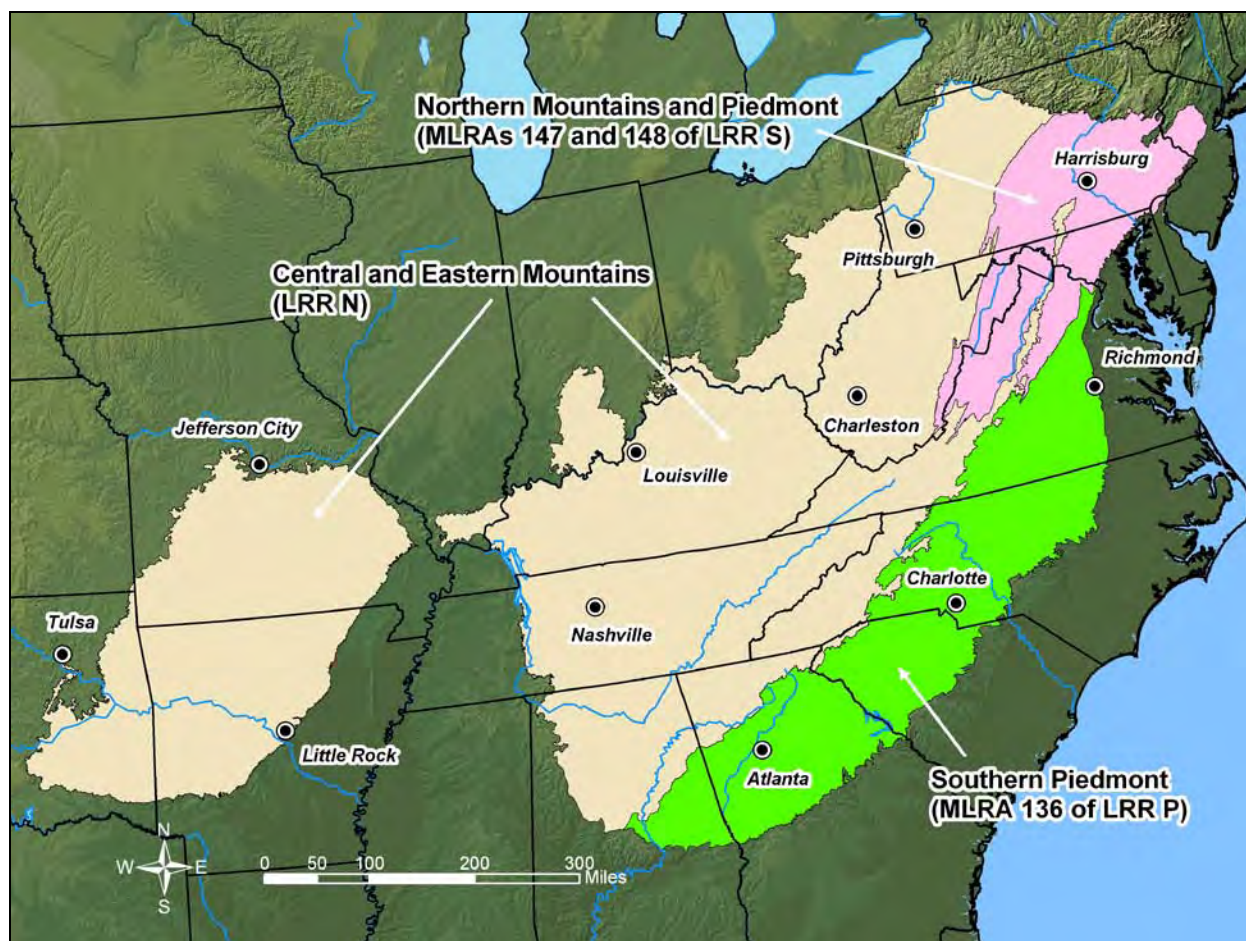 Northern Mountains and Piedmont
(MLRAs 147 and 148 of LRR S)
Harrisburg
Pittsburgh
Central and Eastern Mountains
(LRR N)
Richmond
Charleston
Jefferson City
Louisville
Charlotte
Nashville
Tulsa
Little Rock
Atlanta
Southern Piedmont
(MLRA 136 of LRR P)
N
W E
S
0 50 100 200 300
Miles